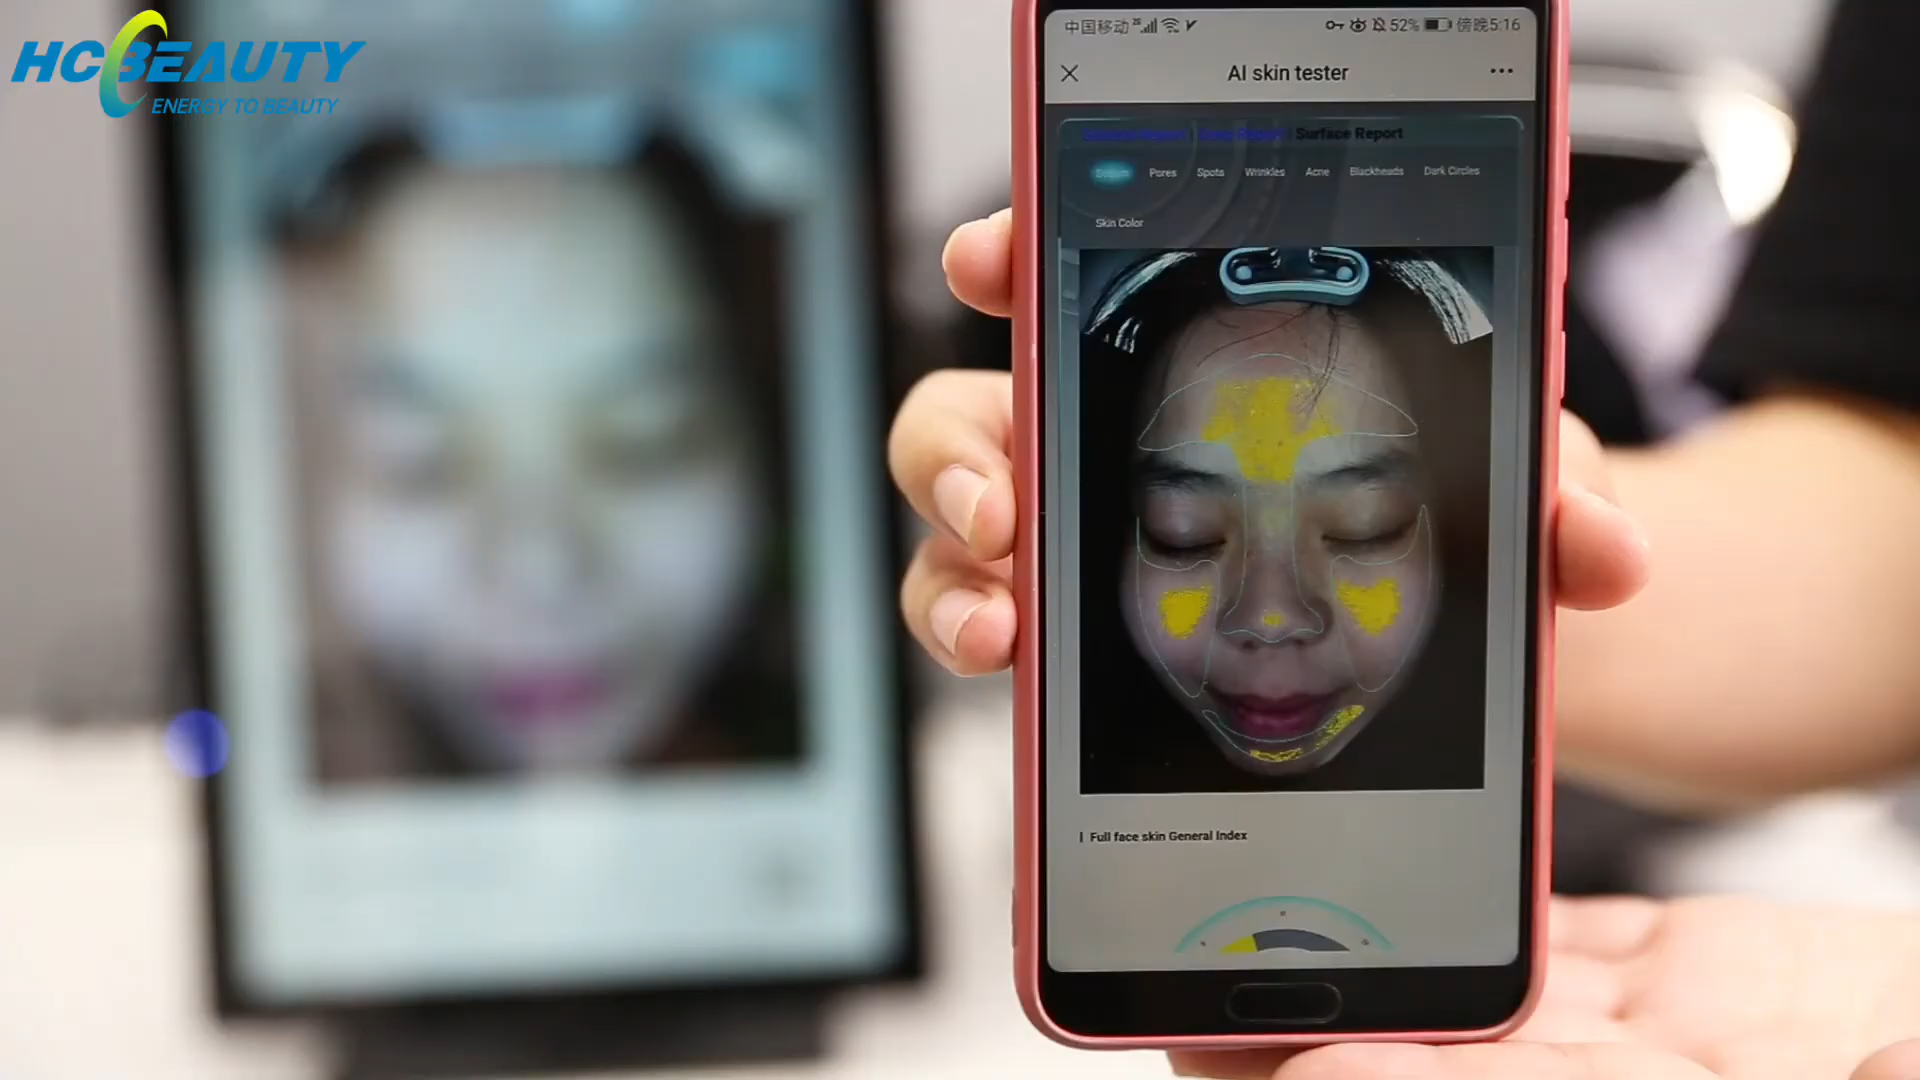 HCBEAUTY
ENERGY TO BEAUTY
中国移动 52% 傍晚5:16
AI skin tester
Surface Report
Pores Spots Wrinkles Acne Blackheads Dark Circles
Skin Color
Full face skin General Index